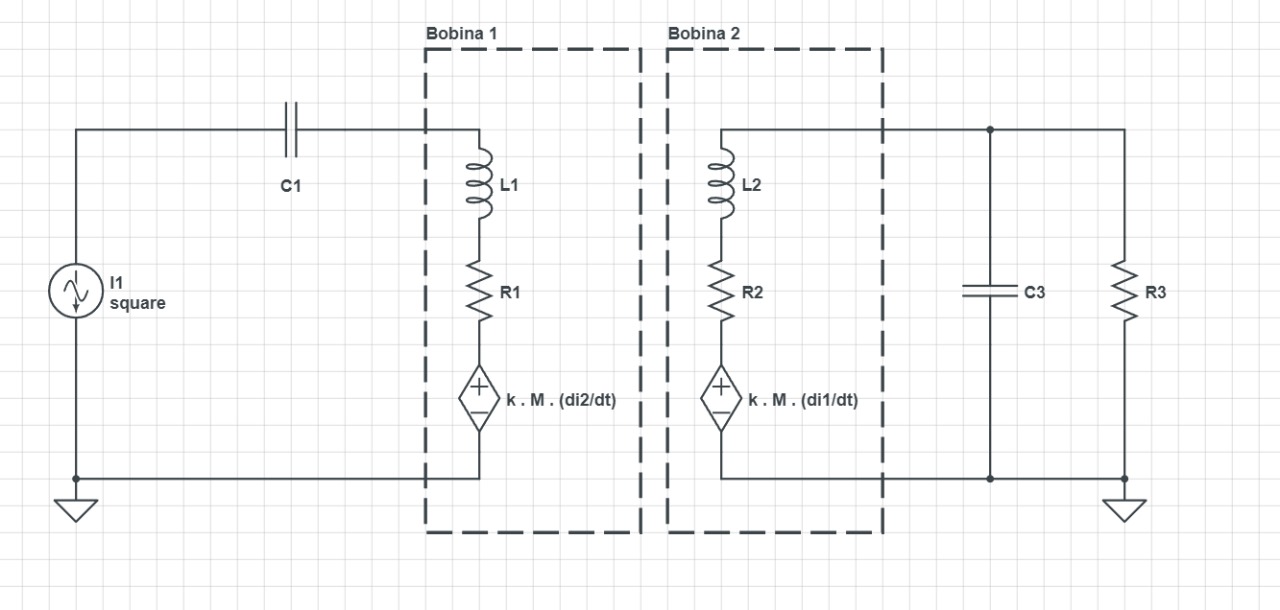 Bobina 1
Bobina 2
C1
L1
L2
I1
square
R1
R2
C3
R3
+
−
k . M . (di2/dt)
+
−
k . M . (di1/dt)